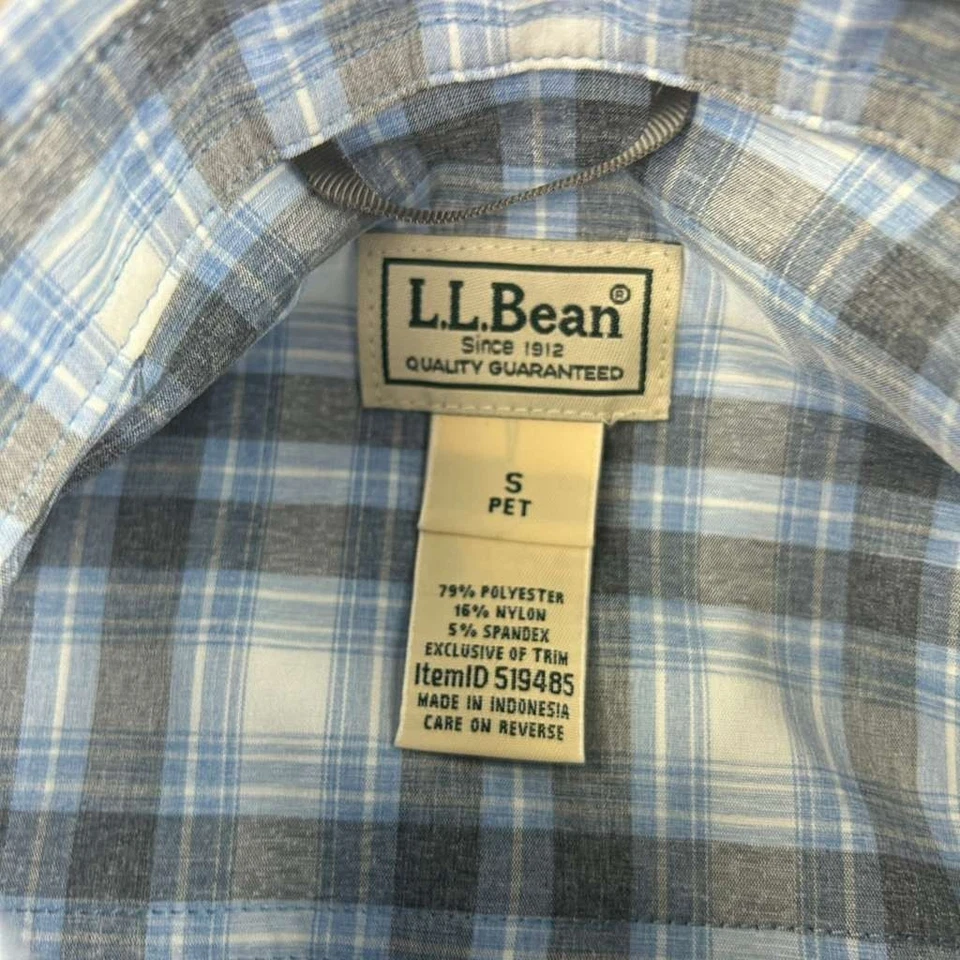 L.L.Bean®
Since 1912
QUALITY GUARANTEED
S
PET
79% POLYESTER
16% NYLON
5% SPANDEX
EXCLUSIVE OF TRIM
ItemID 519485
MADE IN INDONESIA
CARE ON REVERSE